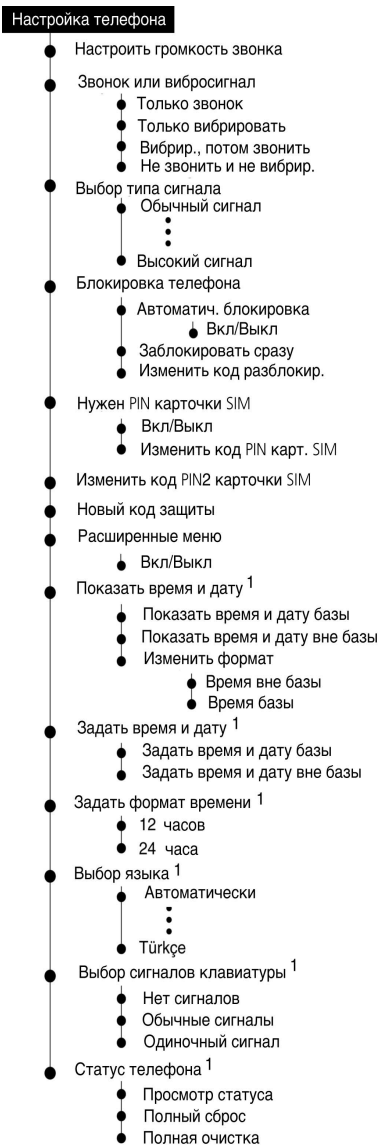 Настройка телефона
Настроить громкость звонка
Звонок или вибросигнал
Только звонок
Только вибрировать
Вибрир., потом звонить
Не звонить и не вибрир.
Выбор типа сигнала
Обычный сигнал
Высокий сигнал
Блокировка телефона
Автоматич. блокировка
Вкл/Выкл
Заблокировать сразу
Изменить код разблокир.
Нужен PIN карточки SIM
Вкл/Выкл
Изменить код PIN карт. SIM
Изменить код PIN2 карточки SIM
Новый код защиты
Расширенные меню
Вкл/Выкл
Показать время и дату 1
Показать время и дату базы
Показать время и дату вне базы
Изменить формат
Время вне базы
Время базы
Задать время и дату 1
Задать время и дату базы
Задать время и дату вне базы
Задать формат времени 1
12 часов
24 часа
Выбор языка 1
Автоматически
Türkçe
Выбор сигналов клавиатуры 1
Нет сигналов
Обычные сигналы
Одиночный сигнал
Статус телефона 1
Просмотр статуса
Полный сброс
Полная очистка